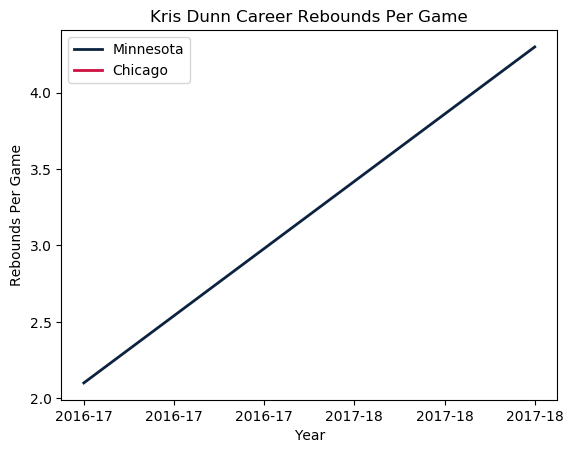 Kris Dunn Career Rebounds Per Game
Minnesota
Chicago
4.0
3.5
3.0
2.5
2.0
Rebounds Per Game
2016-17 2016-17 2016-17 2017-18 2017-18 2017-18
Year